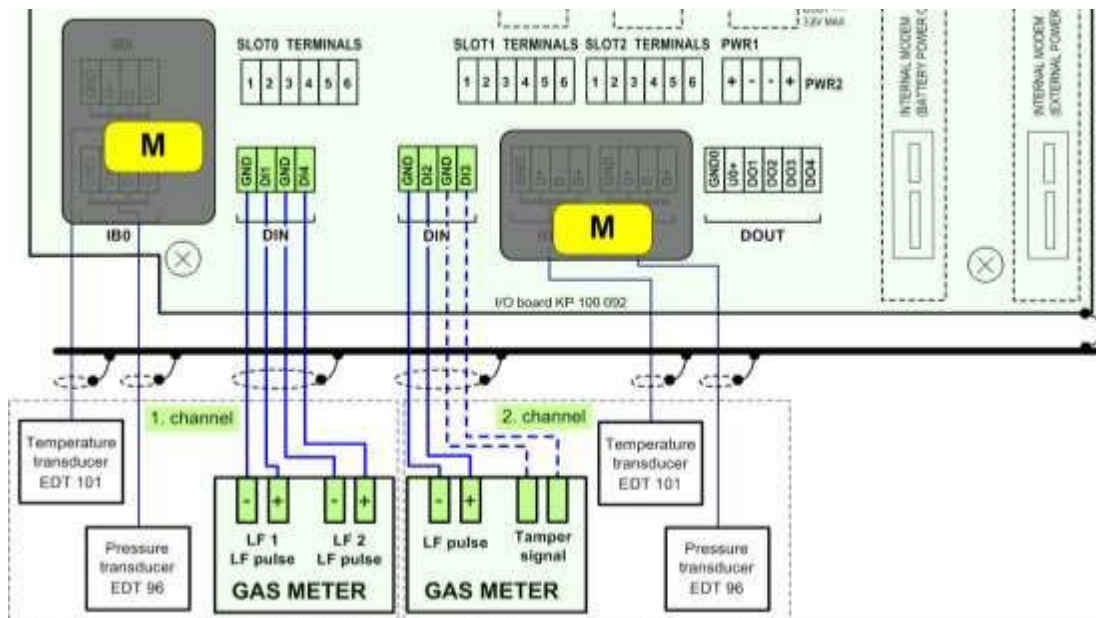 3.6V MAX
SLOT0 TERMINALS
SLOT1 TERMINALS
SLOT2 TERMINALS
PWR1
1 2 3 4 5 6
1 2 3 4 5 6
1 2 3 4 5 6
+ - - +
PWR2
INTERNAL MODEM
INTERNAL MODEM
(EXTERNAL POWER
M
GND DI1 GND DI4
GND DI2 GND DI3
M
GND0 U0+ DO1 DO2 DO3 DO4
IB0
DIN
DIN
DOUT
I/O board KP 100 092
1. channel
2. channel
Temperature
transducer
EDT 101
Temperature
transducer
EDT 101
- + - +
- +
LF 1
LF pulse
LF 2
LF pulse
LF pulse
Tamper
signal
Pressure
transducer
EDT 96
Pressure
transducer
EDT 96
GAS METER
GAS METER